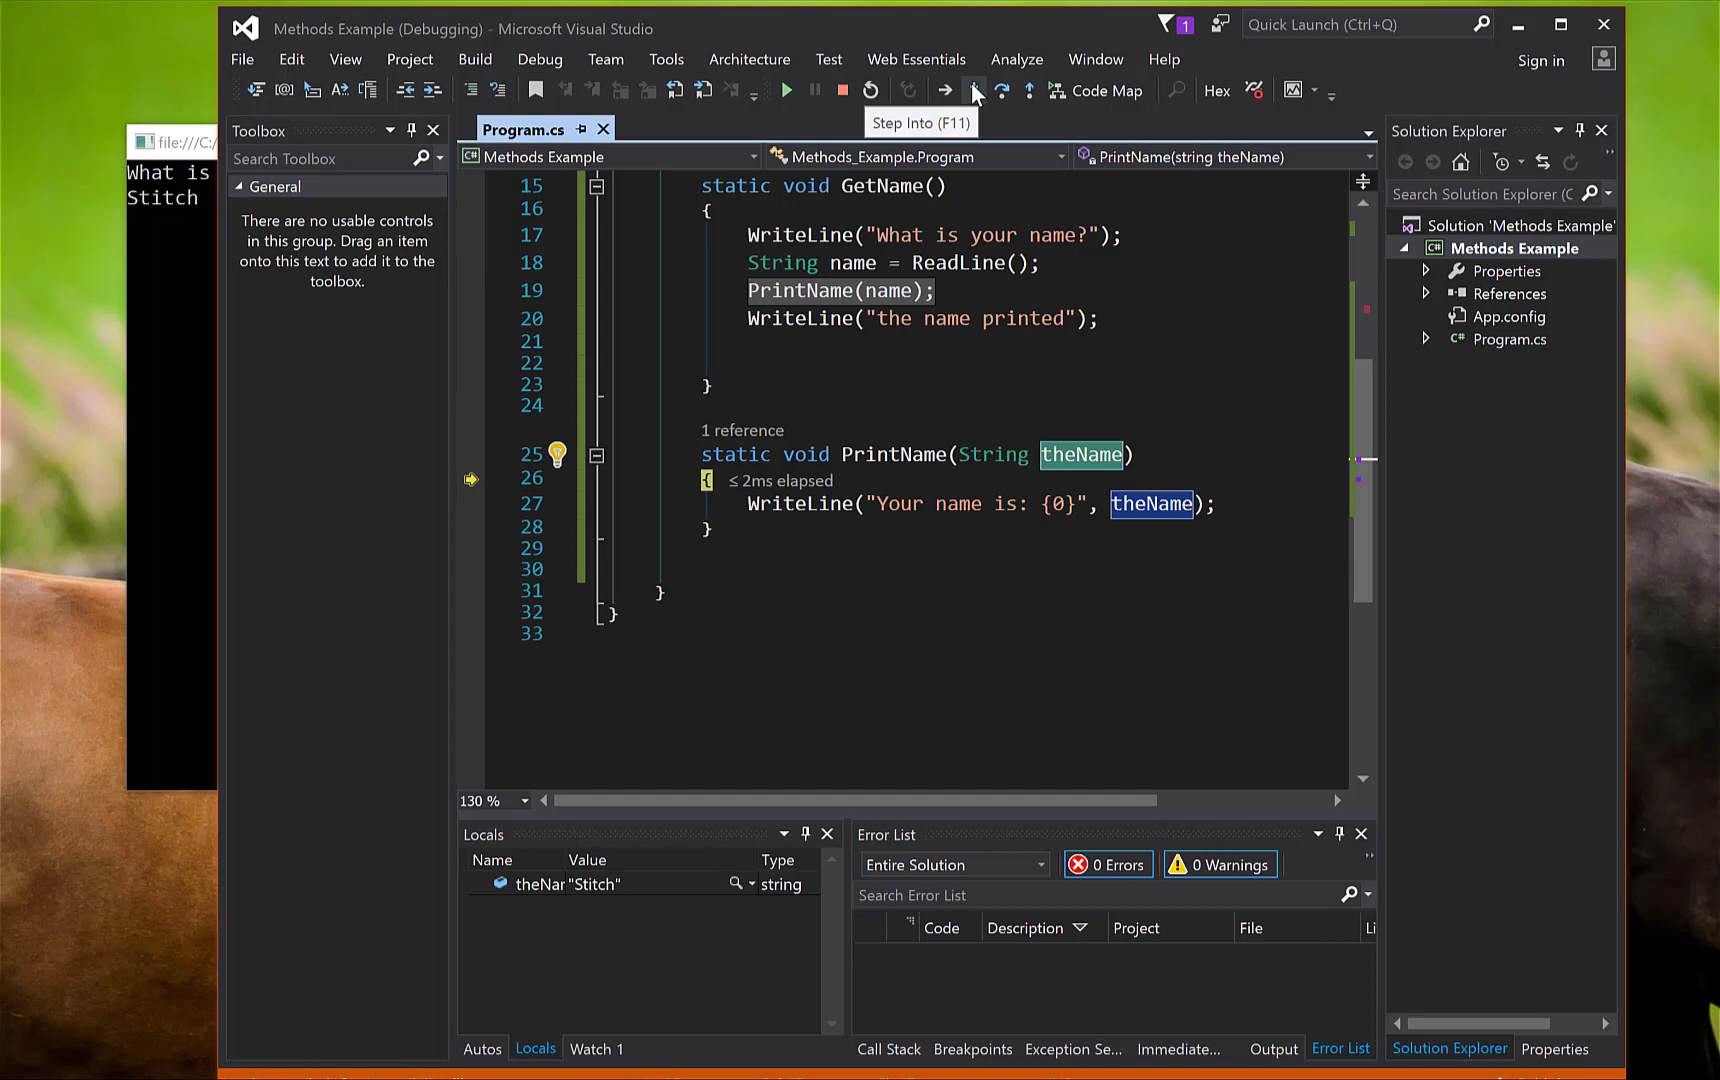 Methods Example (Debugging) - Microsoft Visual Studio
1
Quick Launch (Ctrl+Q)
File Edit View Project Build Debug Team Tools Architecture Test Web Essentials Analyze Window Help
Sign in
Code Map
Hex
Step Into (F11)
file:///C:/
What is
Stitch
Toolbox
Search Toolbox
General
There are no usable controls
in this group. Drag an item
onto this text to add it to the
toolbox.
Program.cs
Methods Example
Methods_Example.Program
PrintName(string theName)
15 static void GetName()
16 {
17 WriteLine("What is your name?");
18 String name = ReadLine();
19 PrintName(name);
20 WriteLine("the name printed");
21
22
23 }
24
1 reference
25 static void PrintName(String theName)
26 { ≤ 2ms elapsed
27 WriteLine("Your name is: {0}", theName);
28 }
29
30
31 }
32 }
33
130 %
Locals
Name Value Type
theNar "Stitch" string
Autos Locals Watch 1
Error List
Entire Solution
0 Errors
0 Warnings
Search Error List
Code Description Project File Li
Call Stack Breakpoints Exception Se... Immediate... Output Error List
Solution Explorer
Search Solution Explorer (C
Solution 'Methods Example'
C# Methods Example
Properties
References
App.config
C# Program.cs
Solution Explorer Properties